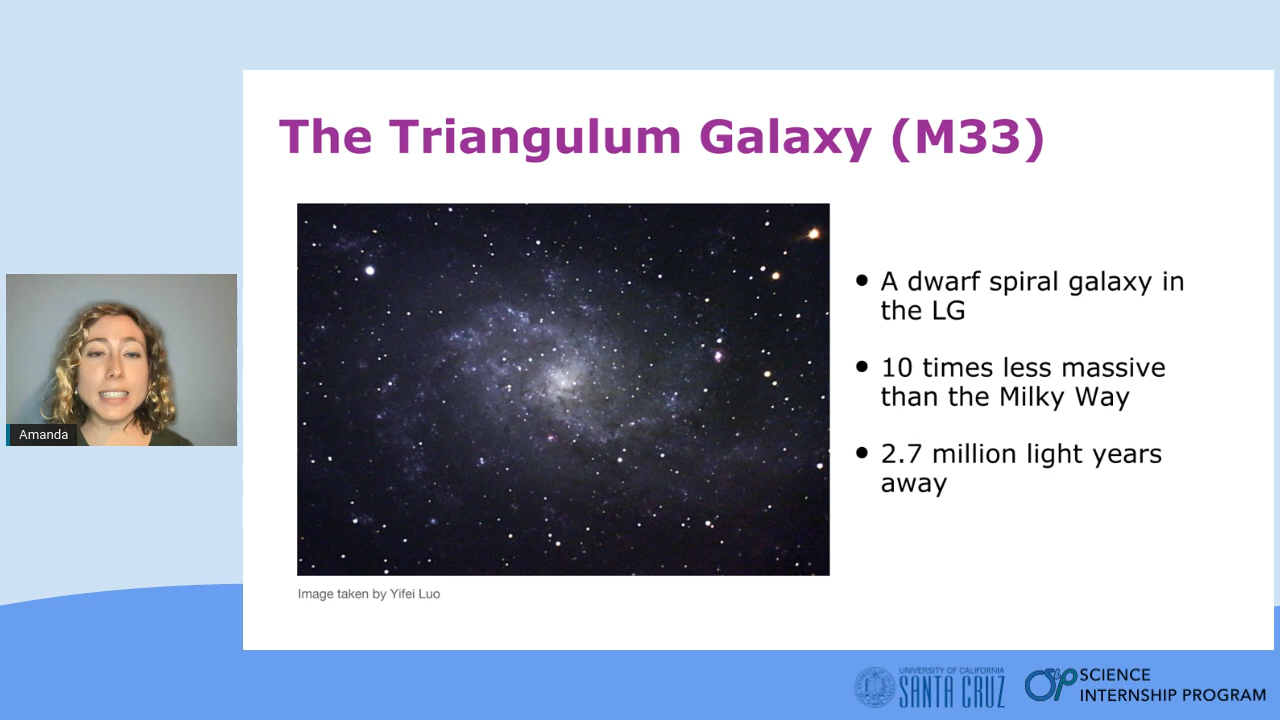 The Triangulum Galaxy (M33)
• A dwarf spiral galaxy in
the LG
• 10 times less massive
than the Milky Way
• 2.7 million light years
away
Image taken by Yifei Luo
Amanda
UNIVERSITY OF CALIFORNIA
SANTA CRUZ
SCIENCE
INTERNSHIP PROGRAM